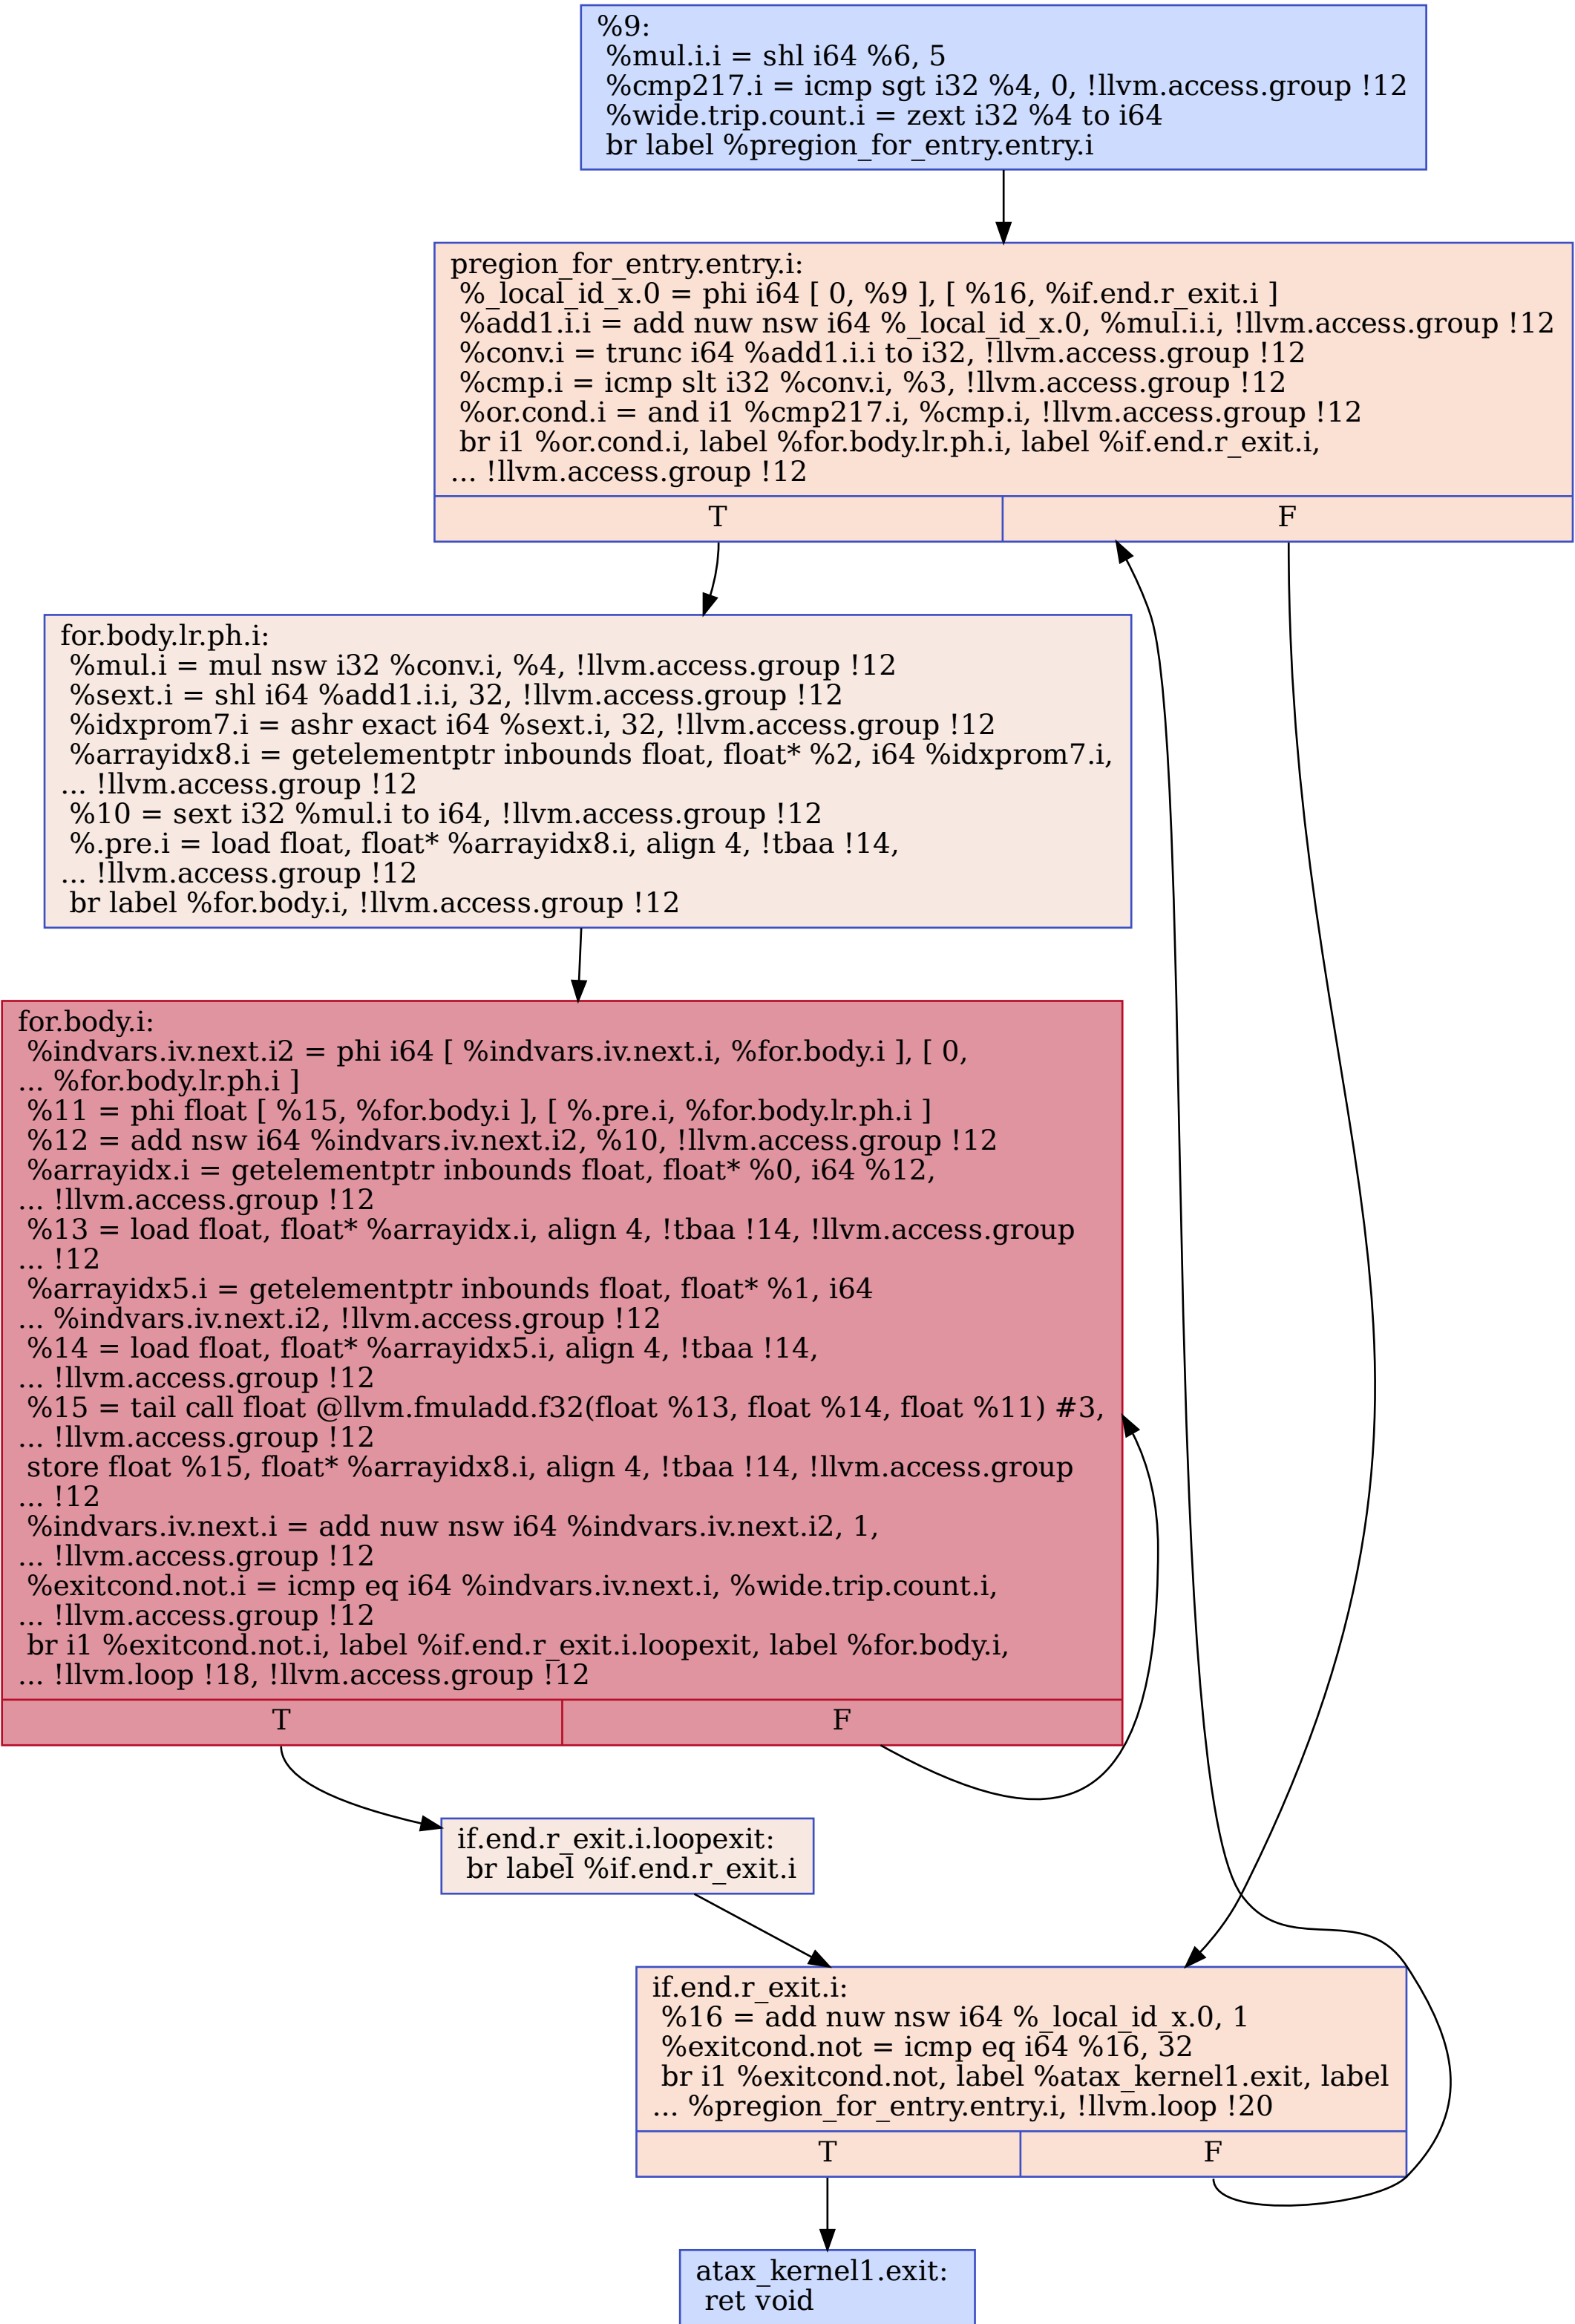 %9:
%mul.i.i = shl i64 %6, 5
%cmp217.i = icmp sgt i32 %4, 0, !llvm.access.group !12
%wide.trip.count.i = zext i32 %4 to i64
br label %pregion_for_entry.entry.i
pregion_for_entry.entry.i:
%_local_id_x.0 = phi i64 [ 0, %9 ], [ %16, %if.end.r_exit.i ]
%add1.i.i = add nuw nsw i64 %_local_id_x.0, %mul.i.i, !llvm.access.group !12
%conv.i = trunc i64 %add1.i.i to i32, !llvm.access.group !12
%cmp.i = icmp slt i32 %conv.i, %3, !llvm.access.group !12
%or.cond.i = and i1 %cmp217.i, %cmp.i, !llvm.access.group !12
br i1 %or.cond.i, label %for.body.lr.ph.i, label %if.end.r_exit.i,
... !llvm.access.group !12
T F
for.body.lr.ph.i:
%mul.i = mul nsw i32 %conv.i, %4, !llvm.access.group !12
%sext.i = shl i64 %add1.i.i, 32, !llvm.access.group !12
%idxprom7.i = ashr exact i64 %sext.i, 32, !llvm.access.group !12
%arrayidx8.i = getelementptr inbounds float, float* %2, i64 %idxprom7.i,
... !llvm.access.group !12
%10 = sext i32 %mul.i to i64, !llvm.access.group !12
%.pre.i = load float, float* %arrayidx8.i, align 4, !tbaa !14,
... !llvm.access.group !12
br label %for.body.i, !llvm.access.group !12
for.body.i:
%indvars.iv.next.i2 = phi i64 [ %indvars.iv.next.i, %for.body.i ], [ 0,
... %for.body.lr.ph.i ]
%11 = phi float [ %15, %for.body.i ], [ %.pre.i, %for.body.lr.ph.i ]
%12 = add nsw i64 %indvars.iv.next.i2, %10, !llvm.access.group !12
%arrayidx.i = getelementptr inbounds float, float* %0, i64 %12,
... !llvm.access.group !12
%13 = load float, float* %arrayidx.i, align 4, !tbaa !14, !llvm.access.group
... !12
%arrayidx5.i = getelementptr inbounds float, float* %1, i64
... %indvars.iv.next.i2, !llvm.access.group !12
%14 = load float, float* %arrayidx5.i, align 4, !tbaa !14,
... !llvm.access.group !12
%15 = tail call float @llvm.fmuladd.f32(float %13, float %14, float %11) #3,
... !llvm.access.group !12
store float %15, float* %arrayidx8.i, align 4, !tbaa !14, !llvm.access.group
... !12
%indvars.iv.next.i = add nuw nsw i64 %indvars.iv.next.i2, 1,
... !llvm.access.group !12
%exitcond.not.i = icmp eq i64 %indvars.iv.next.i, %wide.trip.count.i,
... !llvm.access.group !12
br i1 %exitcond.not.i, label %if.end.r_exit.i.loopexit, label %for.body.i,
... !llvm.loop !18, !llvm.access.group !12
T F
if.end.r_exit.i.loopexit:
br label %if.end.r_exit.i
if.end.r_exit.i:
%16 = add nuw nsw i64 %_local_id_x.0, 1
%exitcond.not = icmp eq i64 %16, 32
br i1 %exitcond.not, label %atax_kernel1.exit, label
... %pregion_for_entry.entry.i, !llvm.loop !20
T F
atax_kernel1.exit:
ret void